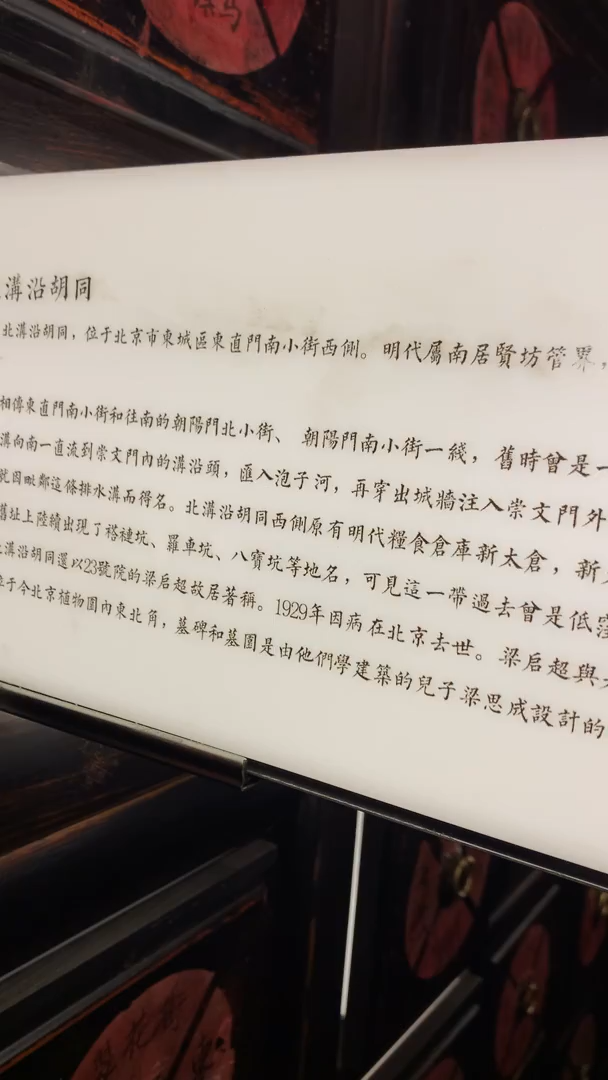 溝沿胡同
北溝沿胡同，位于北京市東城區東直門南小街西側。明代屬南居賢坊管界，
相傳東直門南小街和往南的朝陽門北小街、 朝陽門南小街一綫，舊時曾是一
溝向南一直流到崇文門內的溝沿頭，匯入泡子河，再穿出城牆注入崇文門外
就因毗鄰這條排水溝而得名。北溝沿胡同西側原有明代糧食倉庫新太倉，新
舊址上陸續出現了褡褳坑、羅車坑、八寶坑等地名，可見這一帶過去曾是低窪
溝沿胡同還以23號院的梁启超故居著稱。1929年因病在北京去世。梁启超與
位于今北京植物園內東北角，墓碑和墓園是由他們學建築的兒子梁思成設計的
花